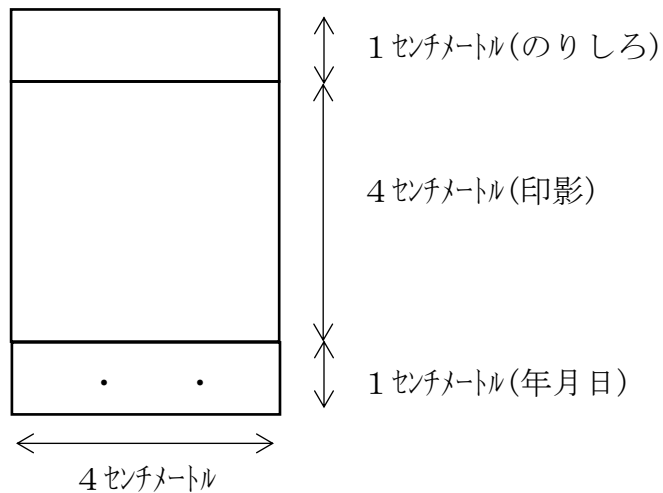 １センチメートル(のりしろ)
４センチメートル(印影)
・ ・
１センチメートル(年月日)
４センチメートル